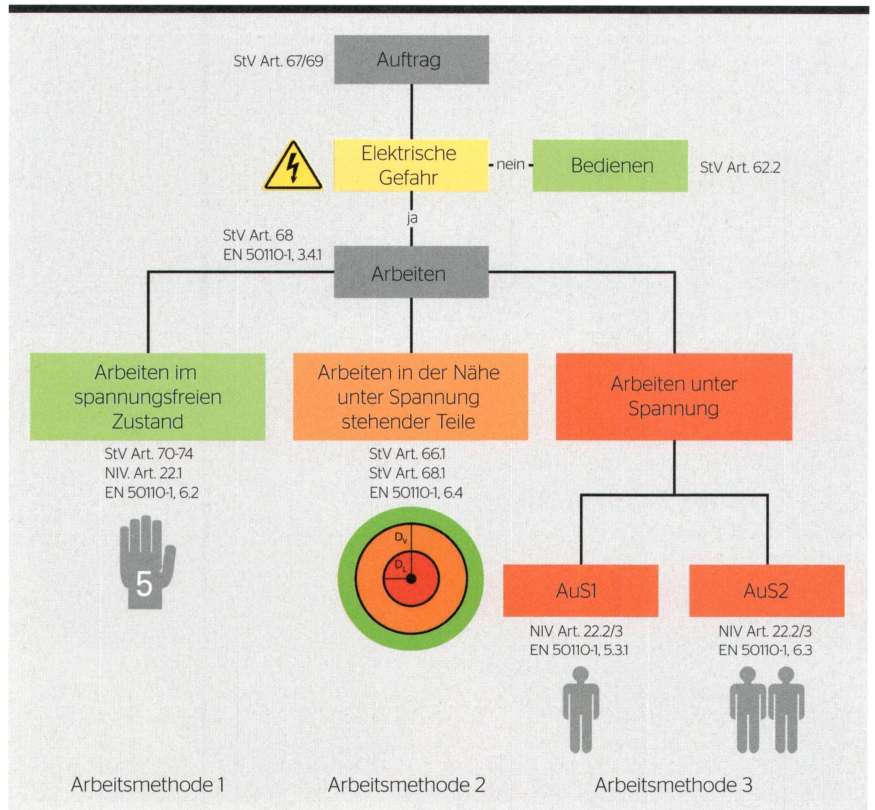 StV Art. 67/69
Auftrag
Elektrische
Gefahr
nein
Bedienen
StV Art. 62.2
ja
StV Art. 68
EN 50110-1, 3.4.1
Arbeiten
Arbeiten im
spannungsfreien
Zustand
StV Art. 70-74
NIV. Art. 22.1
EN 50110-1, 6.2
5
Arbeiten in der Nähe
unter Spannung
stehender Teile
StV Art. 66.1
StV Art. 68.1
EN 50110-1, 6.4
DV
DL
Arbeiten unter
Spannung
AuS1
NIV Art. 22.2/3
EN 50110-1, 5.3.1
AuS2
NIV Art. 22.2/3
EN 50110-1, 6.3
Arbeitsmethode 1
Arbeitsmethode 2
Arbeitsmethode 3